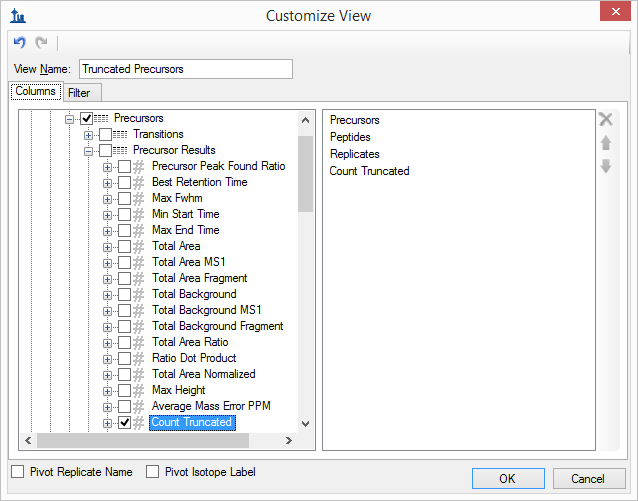 Customize View
View Name: Truncated Precursors
Columns Filter
Precursors
Transitions
Precursor Results
Precursor Peak Found Ratio
Best Retention Time
Max Fwhm
Min Start Time
Max End Time
Total Area
Total Area MS1
Total Area Fragment
Total Background
Total Background MS1
Total Background Fragment
Total Area Ratio
Ratio Dot Product
Total Area Normalized
Max Height
Average Mass Error PPM
Count Truncated
Precursors
Peptides
Replicates
Count Truncated
Pivot Replicate Name Pivot Isotope Label
OK Cancel